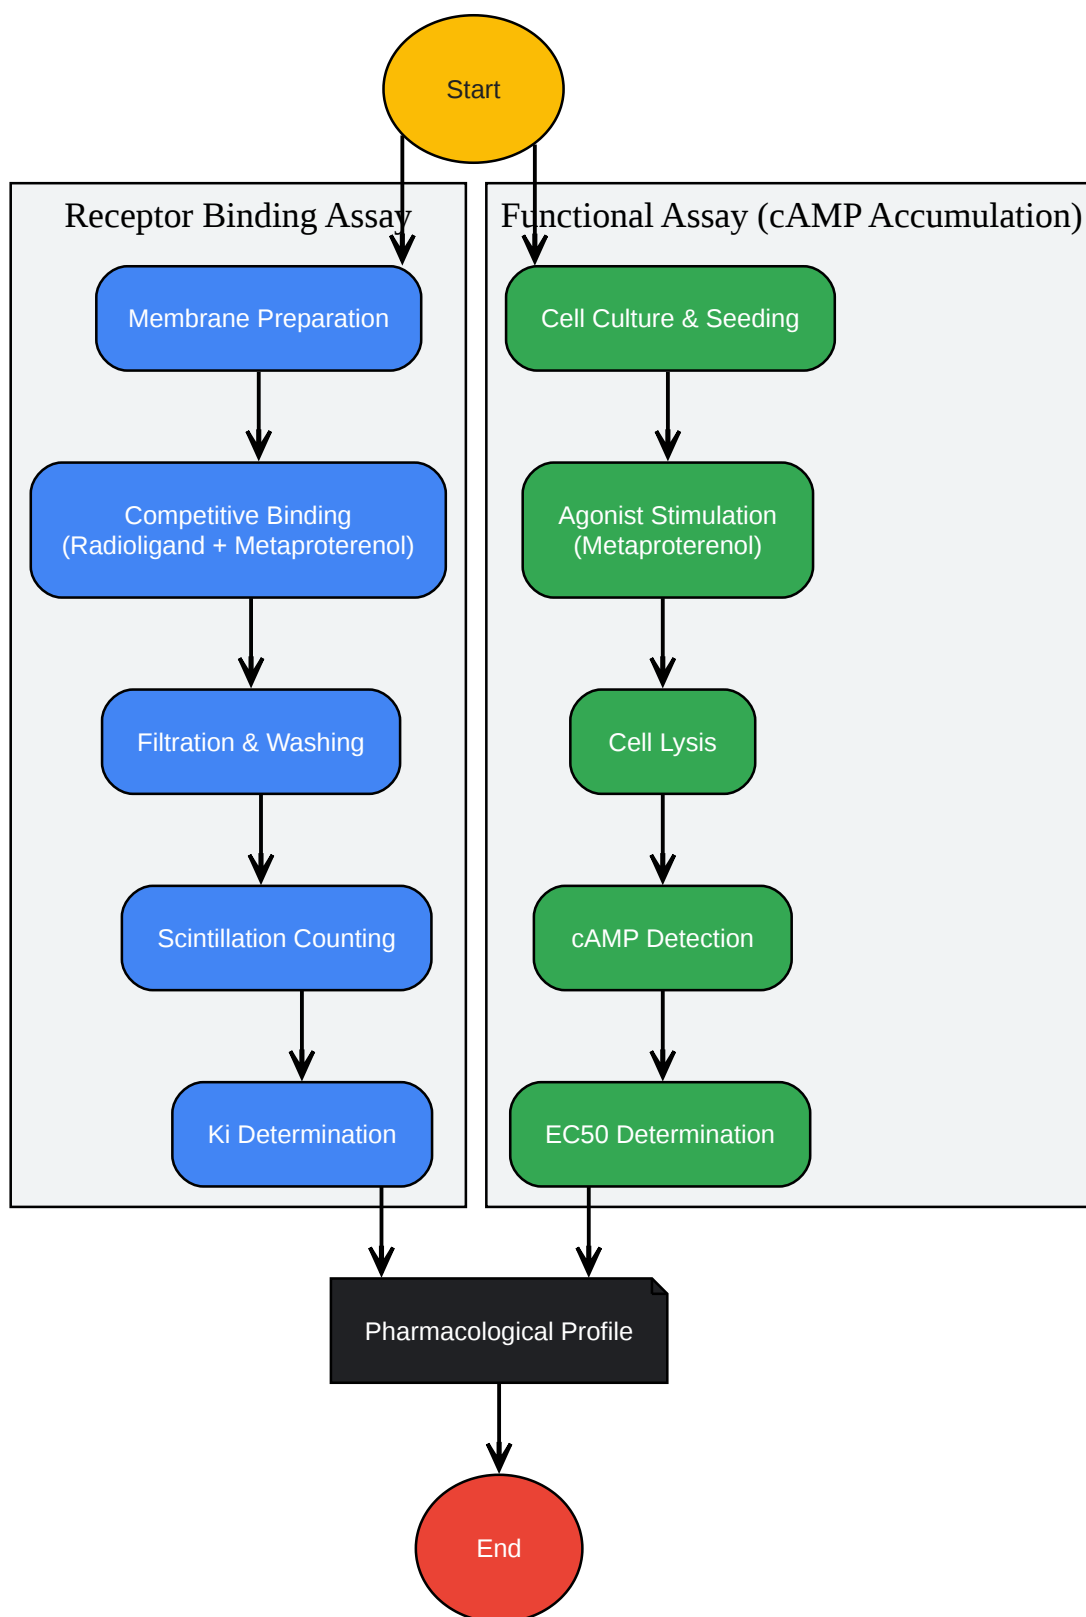 Start
Receptor Binding Assay
Membrane Preparation
Competitive Binding
(Radioligand + Metaproterenol)
Filtration & Washing
Scintillation Counting
Ki Determination
Functional Assay (cAMP Accumulation)
Cell Culture & Seeding
Agonist Stimulation
(Metaproterenol)
Cell Lysis
cAMP Detection
EC50 Determination
Pharmacological Profile
End